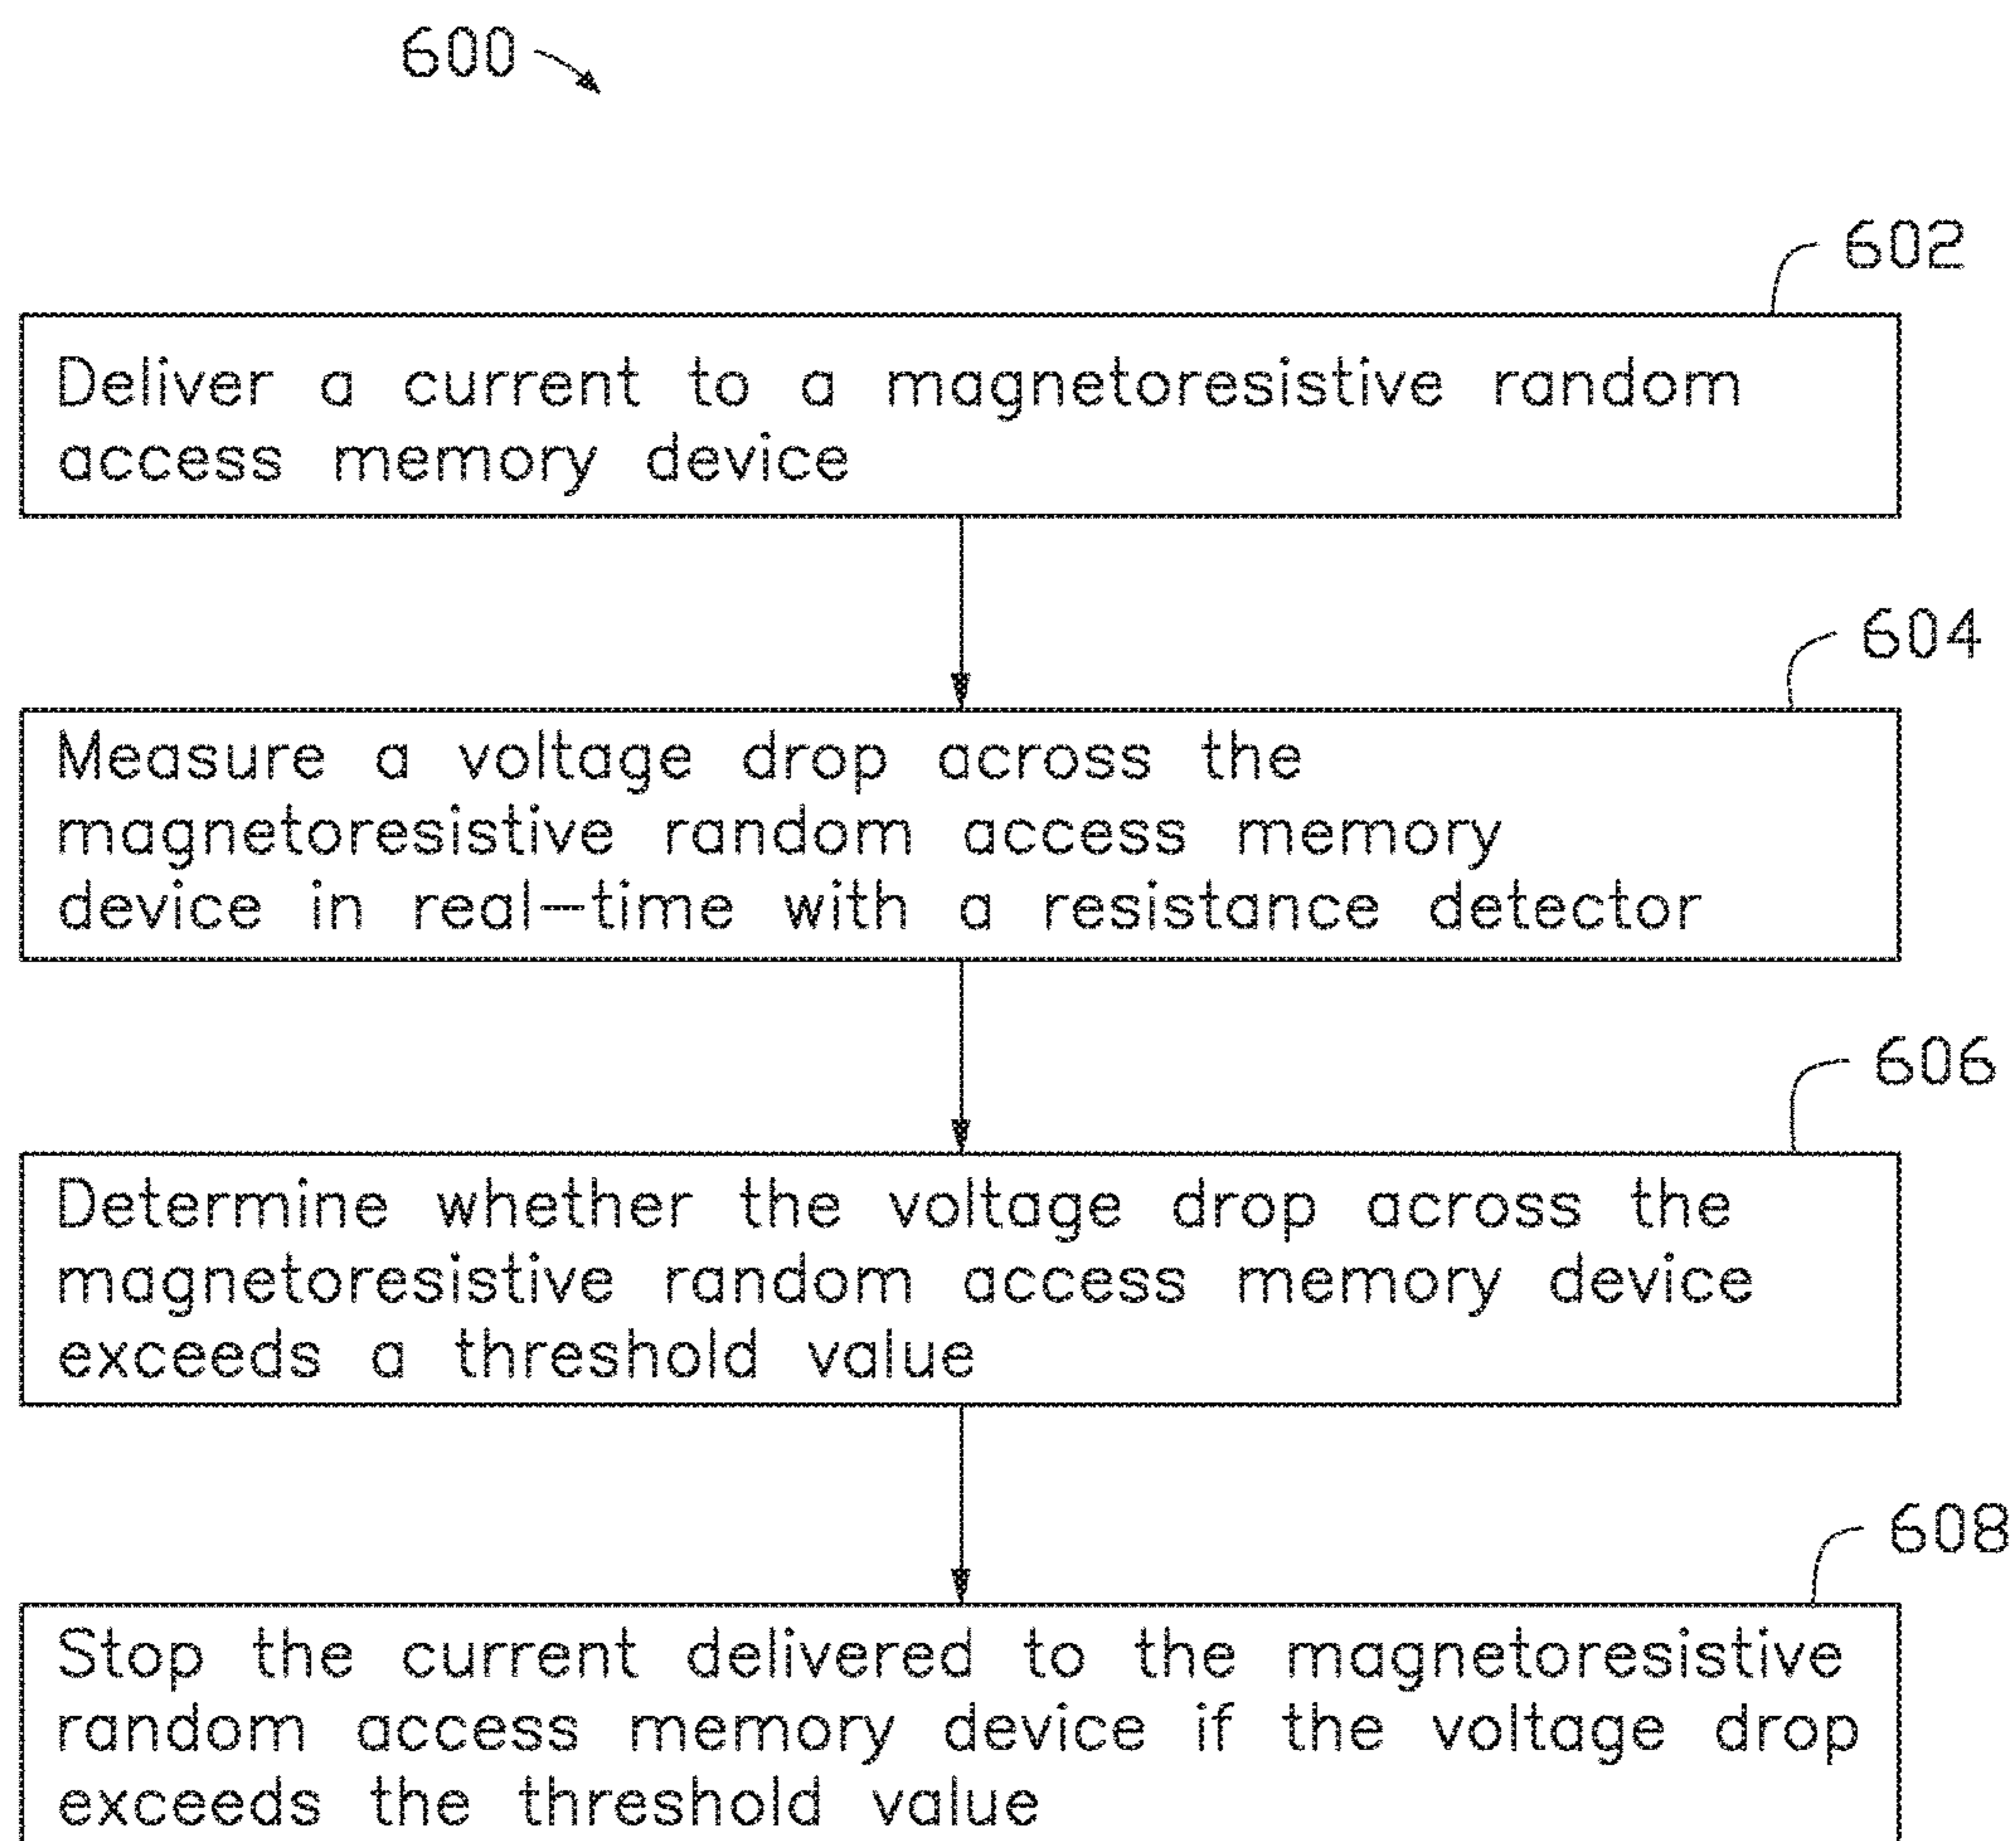 600
602
Deliver a current to a magnetoresistive random
access memory device
604
Measure a voltage drop across the
magnetoresistive random access memory
device in real-time with a resistance detector
606
Determine whether the voltage drop across the
magnetoresistive random access memory device
exceeds a threshold value
608
Stop the current delivered to the magnetoresistive
random access memory device if the voltage drop
exceeds the threshold value